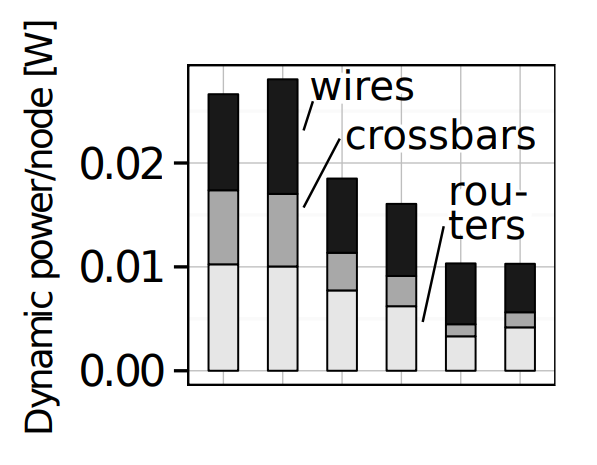 Dynamic power/node [W]
wires
crossbars
rou-
ters
0.02
0.01
0.00